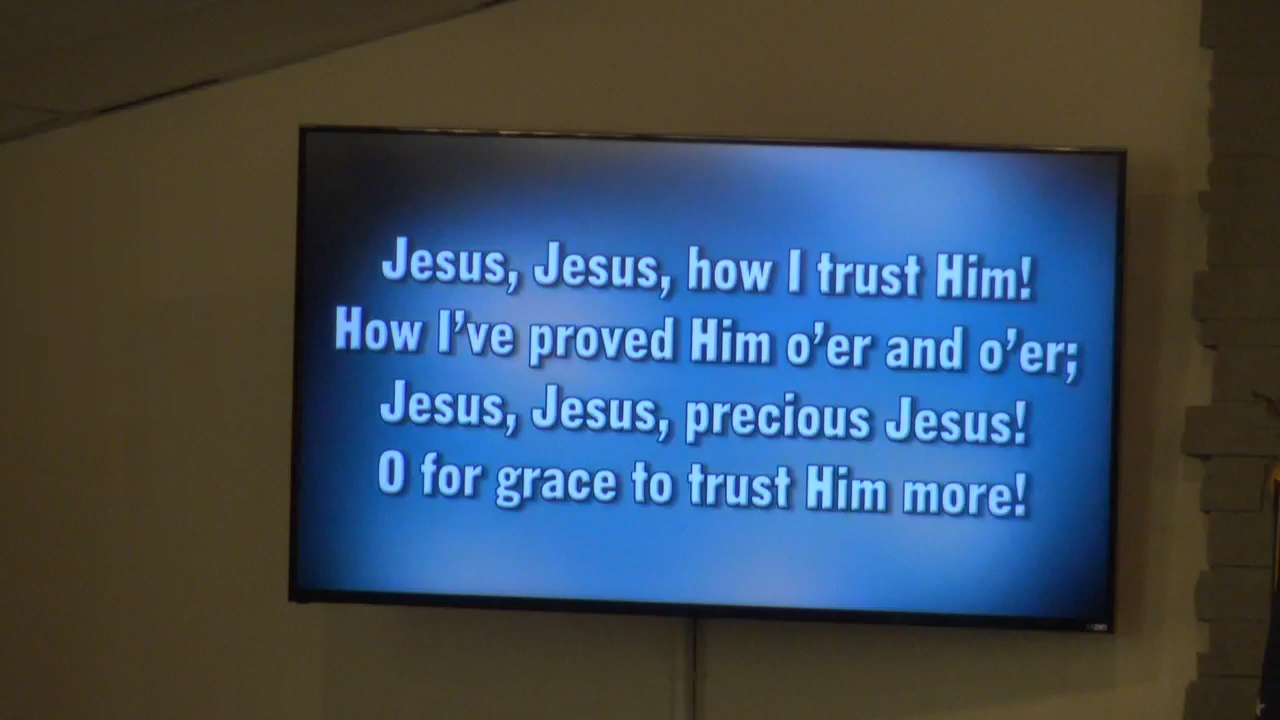 Jesus, Jesus, how I trust Him!
How I’ve proved Him o’er and o’er;
Jesus, Jesus, precious Jesus!
O for grace to trust Him more!